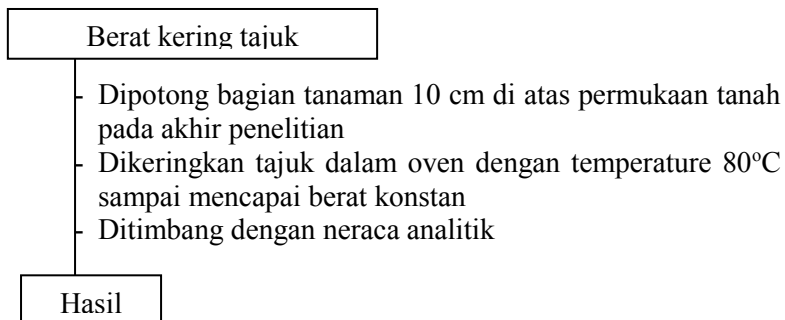 Berat kering tajuk
- Dipotong bagian tanaman 10 cm di atas permukaan tanah
pada akhir penelitian
- Dikeringkan tajuk dalam oven dengan temperature 80°C
sampai mencapai berat konstan
- Ditimbang dengan neraca analitik
Hasil